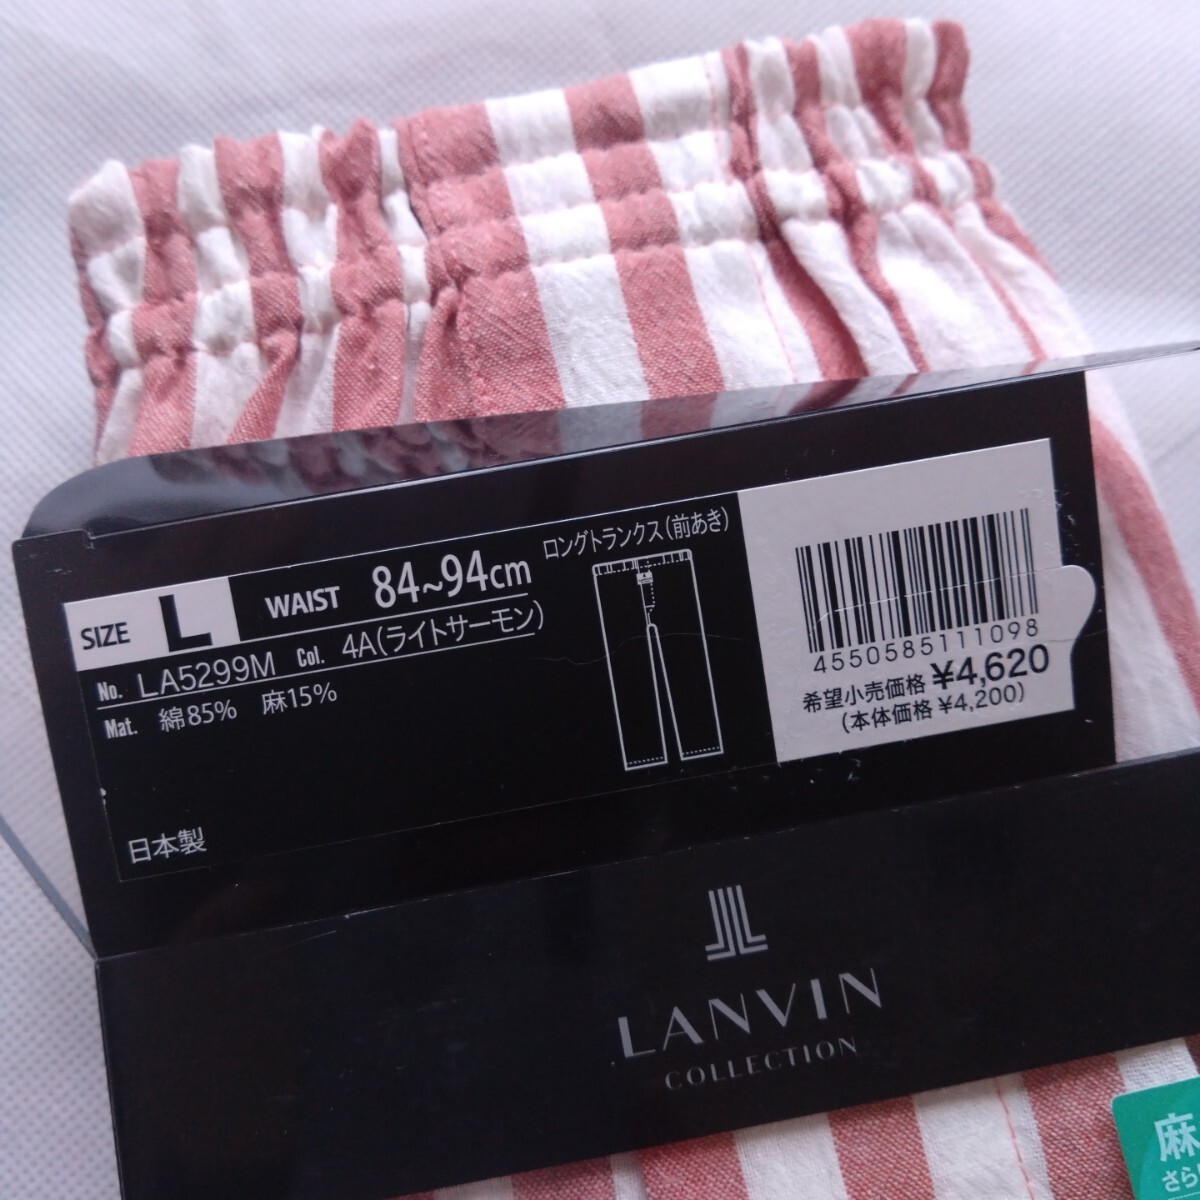 SIZE L WAIST 84~94cm
No. LA5299M Col. 4A(ライトサーモン)
Mat. 綿85% 麻15%
日本製
ロングトランクス(前あき)
4550585111098
希望小売価格 ¥4,620
(本体価格 ¥4,200)
LANVIN
COLLECTION
麻
さら